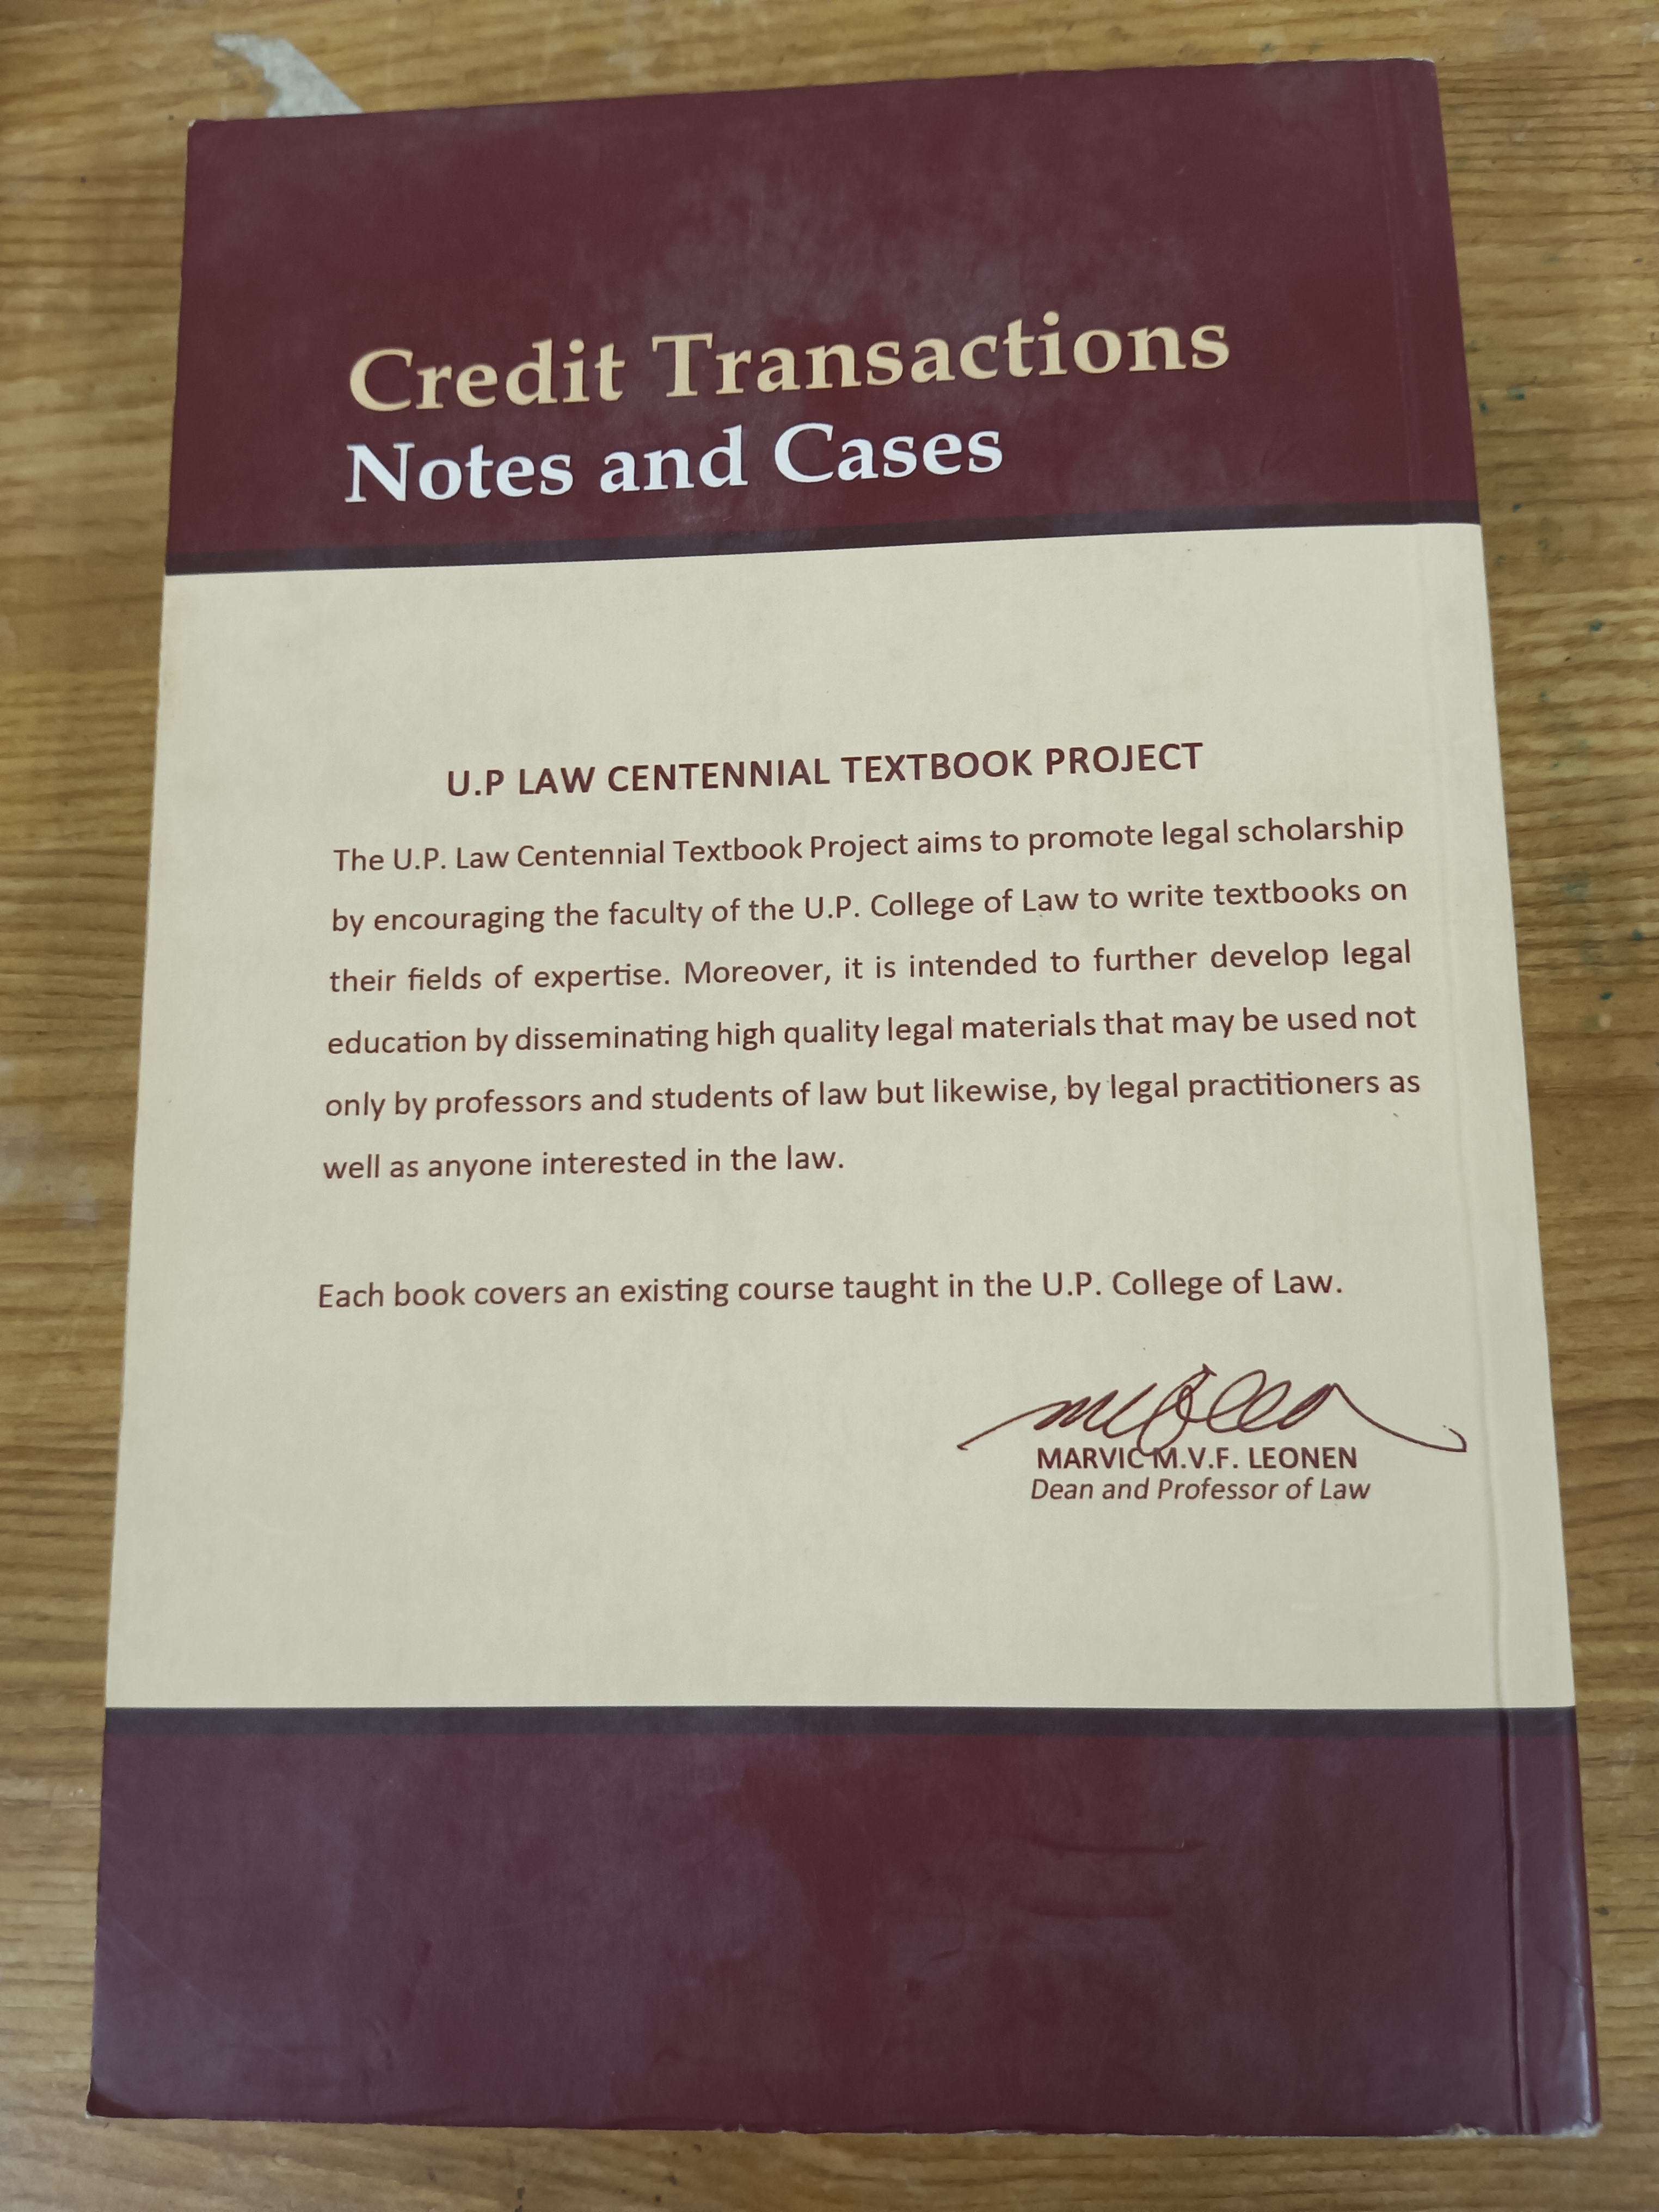 Credit Transactions
Notes and Cases
U.P LAW CENTENNIAL TEXTBOOK PROJECT
The U.P. Law Centennial Textbook Project aims to promote legal scholarship
by encouraging the faculty of the U.P. College of Law to write textbooks on
their fields of expertise. Moreover, it is intended to further develop legal
education by disseminating high quality legal materials that may be used not
only by professors and students of law but likewise, by legal practitioners as
well as anyone interested in the law.
Each book covers an existing course taught in the U.P. College of Law.
MARVIC M.V.F. LEONEN
Dean and Professor of Law